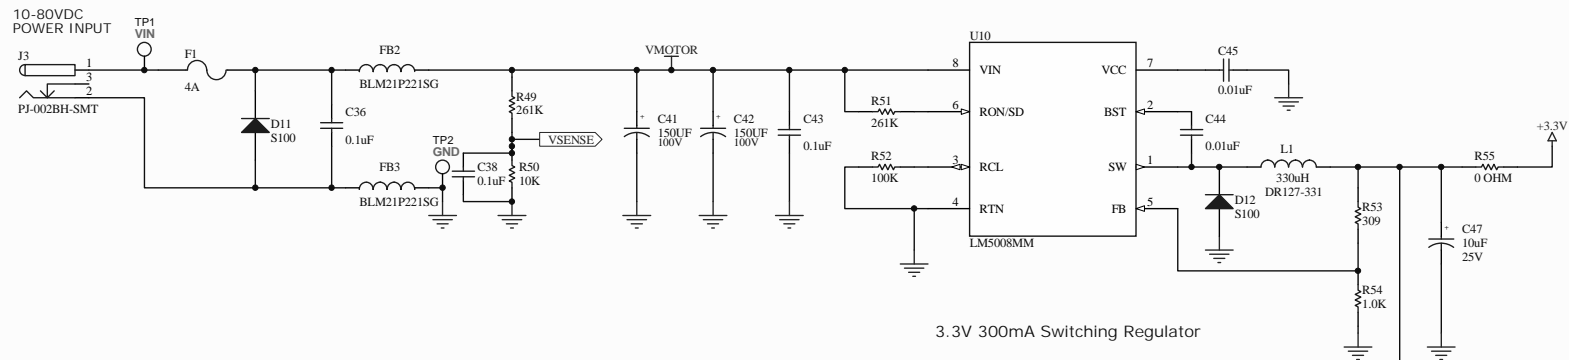 10-80VDC
POWER INPUT
J3
1
3
2
PJ-002BH-SMT
TP1
VIN
F1
4A
D11
S100
C36
0.1uF
FB2
BLM21P221SG
FB3
BLM21P221SG
TP2
GND
C38
0.1uF
R49
261K
VSENSE
R50
10K
VMOTOR
+
C41
150UF
100V
+
C42
150UF
100V
C43
0.1uF
R51
261K
R52
100K
U10
8
VIN
6
RON/SD
3
RCL
4
RTN
VCC
7
BST
2
SW
1
FB
5
LM5008MM
C45
0.01uF
C44
0.01uF
D12
S100
L1
330uH
DR127-331
R53
309
R54
1.0K
+
C47
10uF
25V
R55
0 OHM
+3.3V
3.3V 300mA Switching Regulator